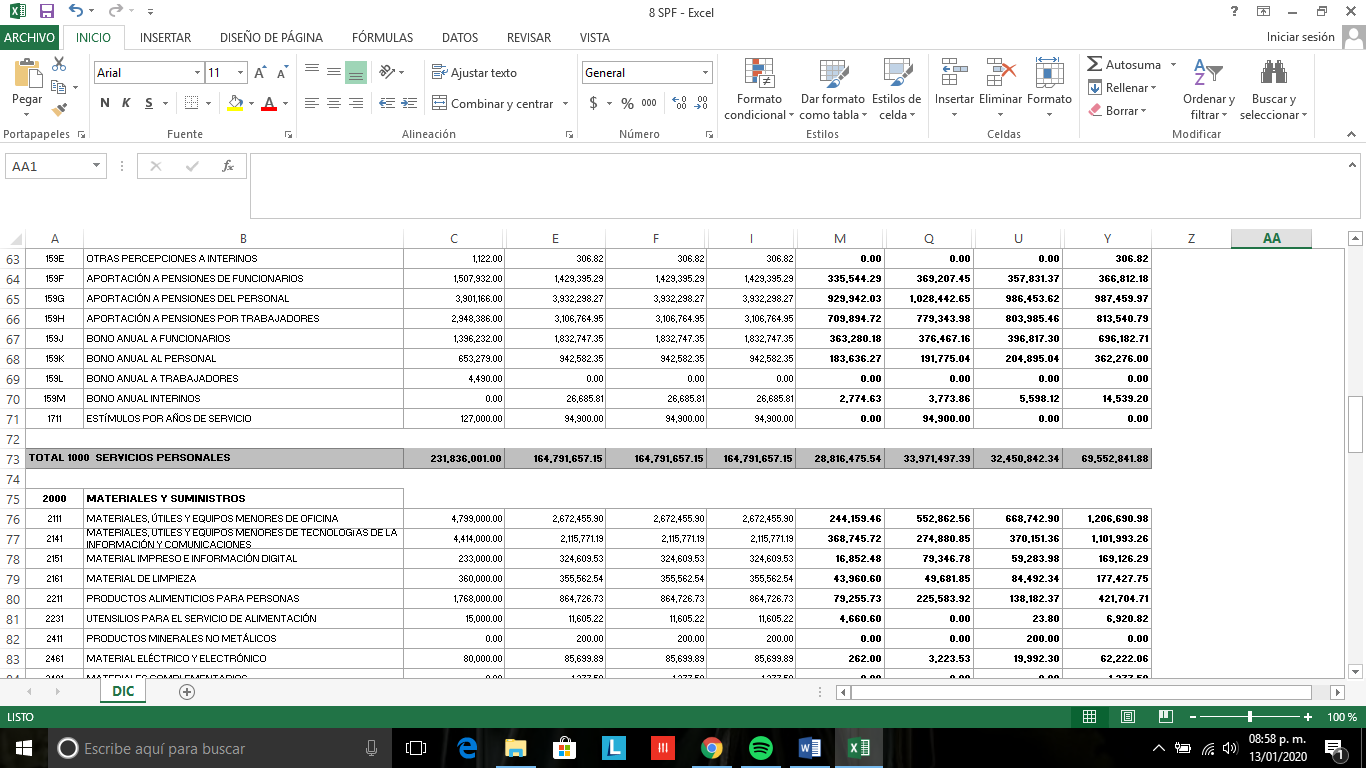 8 SPF - Excel
ARCHIVO INICIO INSERTAR DISEÑO DE PÁGINA FÓRMULAS DATOS REVISAR VISTA Iniciar sesión
Pegar
Portapapeles
Arial 11
N K S
Fuente
Ajustar texto
Combinar y centrar
Alineación
General
$ % 000
Número
Formato condicional
Dar formato como tabla
Estilos de celda
Estilos
Insertar Eliminar Formato
Celdas
Autosuma
Rellenar
Borrar
Ordenar y filtrar
Buscar y seleccionar
Modificar
AA1 fx
A B C E F I M Q U Y Z AA
63 159E OTRAS PERCEPCIONES A INTERINOS 1,122.00 306.82 306.82 306.82 0.00 0.00 0.00 306.82
64 159F APORTACIÓN A PENSIONES DE FUNCIONARIOS 1,507,932.00 1,429,395.29 1,429,395.29 1,429,395.29 335,544.29 369,207.45 357,831.37 366,812.18
65 159G APORTACIÓN A PENSIONES DEL PERSONAL 3,901,166.00 3,932,298.27 3,932,298.27 3,932,298.27 929,942.03 1,028,442.65 986,453.62 987,459.97
66 159H APORTACIÓN A PENSIONES POR TRABAJADORES 2,948,386.00 3,106,764.95 3,106,764.95 3,106,764.95 709,894.72 779,343.98 803,985.46 813,540.79
67 159J BONO ANUAL A FUNCIONARIOS 1,396,232.00 1,832,747.35 1,832,747.35 1,832,747.35 363,280.18 376,467.16 396,817.30 696,182.71
68 159K BONO ANUAL AL PERSONAL 653,279.00 942,582.35 942,582.35 942,582.35 183,636.27 191,775.04 204,895.04 362,276.00
69 159L BONO ANUAL A TRABAJADORES 4,490.00 0.00 0.00 0.00 0.00 0.00 0.00 0.00
70 159M BONO ANUAL INTERINOS 0.00 26,685.81 26,685.81 26,685.81 2,774.63 3,773.86 5,598.12 14,539.20
71 1711 ESTÍMULOS POR AÑOS DE SERVICIO 127,000.00 94,900.00 94,900.00 94,900.00 0.00 94,900.00 0.00 0.00
72
73 TOTAL 1000 SERVICIOS PERSONALES 231,836,001.00 164,791,657.15 164,791,657.15 164,791,657.15 28,816,475.54 33,971,497.39 32,450,842.34 69,552,841.88
74
75 2000 MATERIALES Y SUMINISTROS
76 2111 MATERIALES, ÚTILES Y EQUIPOS MENORES DE OFICINA 4,799,000.00 2,672,455.90 2,672,455.90 2,672,455.90 244,159.46 552,862.56 668,742.90 1,206,690.98
77 2141 MATERIALES, UTILES Y EQUIPOS MENORES DE TECNOLOGIAS DE LA INFORMACIÓN Y COMUNICACIONES 4,414,000.00 2,115,771.19 2,115,771.19 2,115,771.19 368,745.72 274,880.85 370,151.36 1,101,993.26
78 2151 MATERIAL IMPRESO E INFORMACIÓN DIGITAL 233,000.00 324,609.53 324,609.53 324,609.53 16,852.48 79,346.78 59,283.98 169,126.29
79 2161 MATERIAL DE LIMPIEZA 360,000.00 355,562.54 355,562.54 355,562.54 43,960.60 49,681.85 84,492.34 177,427.75
80 2211 PRODUCTOS ALIMENTICIOS PARA PERSONAS 1,768,000.00 864,726.73 864,726.73 864,726.73 79,255.73 225,583.92 138,182.37 421,704.71
81 2231 UTENSILIOS PARA EL SERVICIO DE ALIMENTACIÓN 15,000.00 11,605.22 11,605.22 11,605.22 4,660.60 0.00 23.80 6,920.82
82 2411 PRODUCTOS MINERALES NO METÁLICOS 0.00 200.00 200.00 200.00 0.00 0.00 200.00 0.00
83 2461 MATERIAL ELÉCTRICO Y ELECTRÓNICO 80,000.00 85,699.89 85,699.89 85,699.89 262.00 3,223.53 19,992.30 62,222.06
DIC
LISTO 100 %
Escribe aquí para buscar
08:58 p. m.
13/01/2020
1